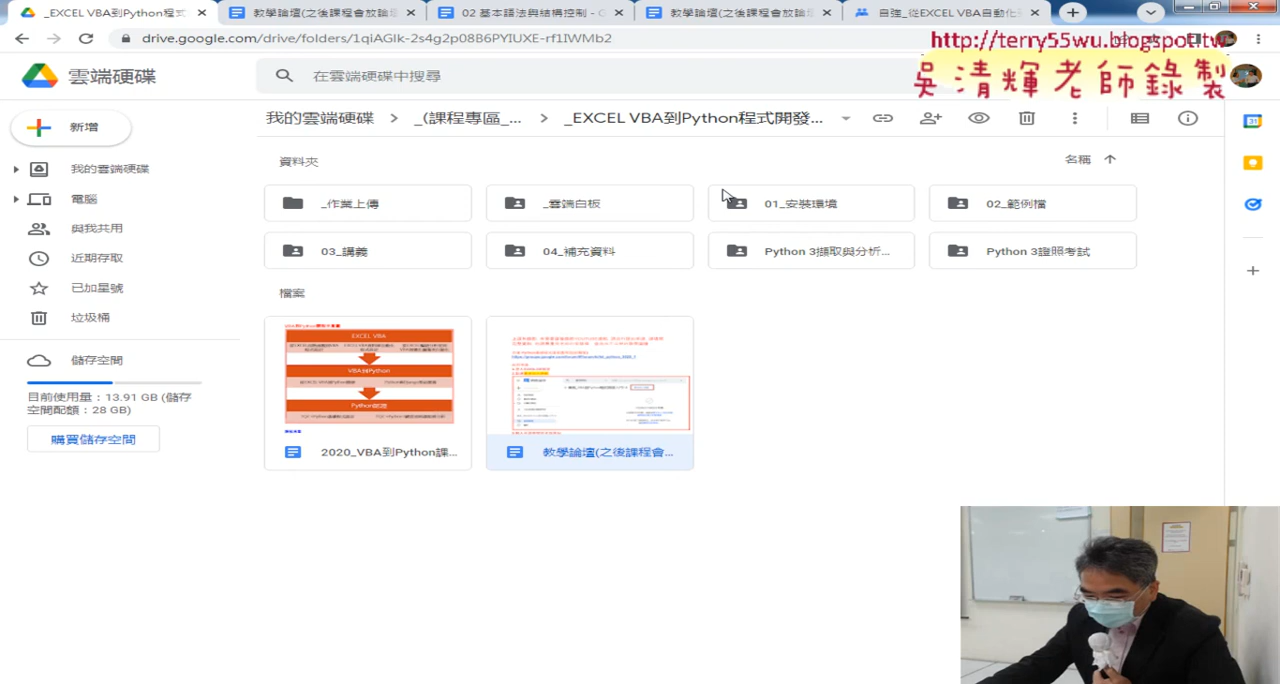 _EXCEL VBA到Python程式
教學論壇(之後課程會放論壇
02 基本語法與結構控制 - G
教學論壇(之後課程會放論壇
自強_從EXCEL VBA自動化到
drive.google.com/drive/folders/1qiAGlk-2s4g2p08B6PYIUXE-rf1IWMb2
http://terry55wu.blogspot.tw
吳清輝老師錄製
雲端硬碟
在雲端硬碟中搜尋
新增
我的雲端硬碟
_(課程專區_...
_EXCEL VBA到Python程式開發...
資料夾
名稱
我的雲端硬碟
電腦
與我共用
近期存取
已加星號
垃圾桶
儲存空間
目前使用量：13.91 GB (儲存
空間配額：28 GB)
購買儲存空間
_作業上傳
_雲端白板
01_安裝環境
02_範例檔
03_講義
04_補充資料
Python 3擷取與分析...
Python 3證照考試
檔案
EXCEL VBA
VBA到Python
2020_VBA到Python課...
教學論壇(之後課程會...